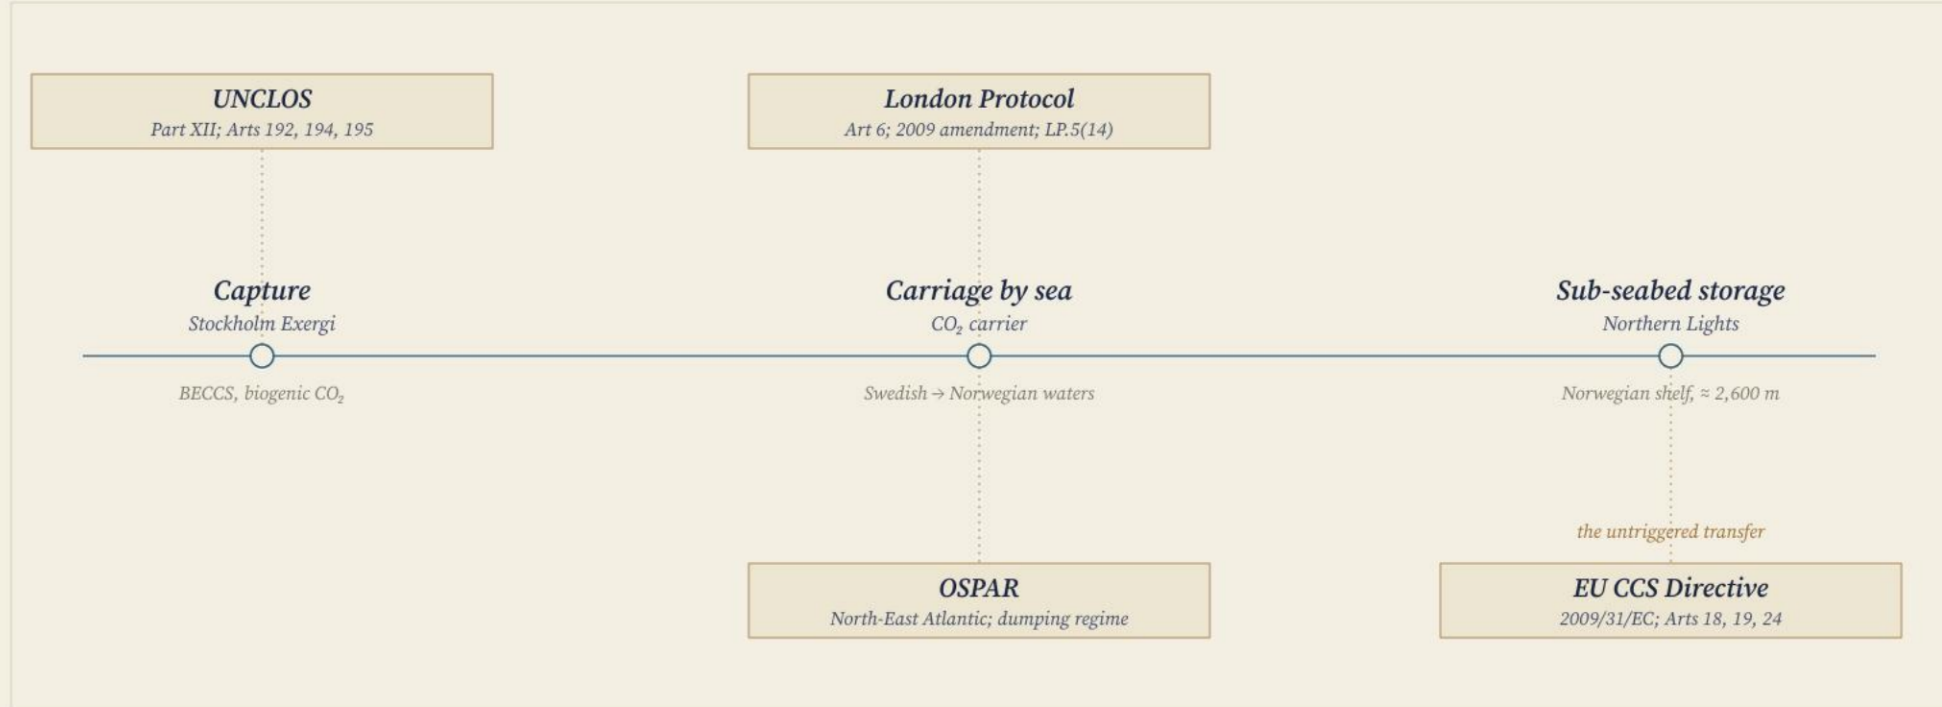 UNCLOS
Part XII; Arts 192, 194, 195
London Protocol
Art 6; 2009 amendment; LP.5(14)
Capture
Stockholm Exergi
BECCS, biogenic CO₂
Carriage by sea
CO₂ carrier
Swedish → Norwegian waters
Sub-seabed storage
Northern Lights
Norwegian shelf, ≈ 2,600 m
OSPAR
North-East Atlantic; dumping regime
the untriggered transfer
EU CCS Directive
2009/31/EC; Arts 18, 19, 24